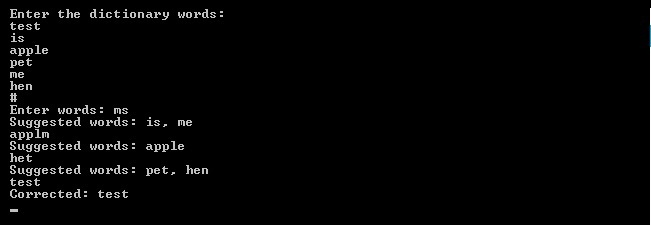 Enter the dictionary words:
test
is
apple
pet
me
hen
#
Enter words: ms
Suggested words: is, me
applm
Suggested words: apple
het
Suggested words: pet, hen
test
Corrected: test